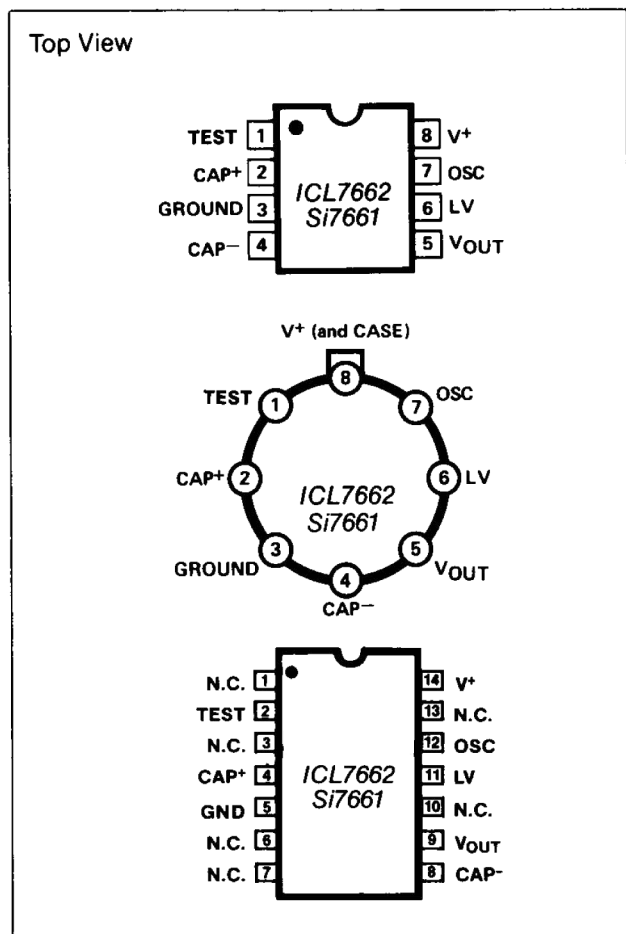 Top View
TEST 1 8 V+
CAP+ 2 7 OSC
GROUND 3 6 LV
CAP− 4 5 VOUT
ICL7662
Si7661
V+ (and CASE)
8
TEST 1 7 OSC
CAP+ 2 6 LV
ICL7662
Si7661
GROUND 3 5 VOUT
4
CAP−
N.C. 1 14 V+
TEST 2 13 N.C.
N.C. 3 12 OSC
CAP+ 4 11 LV
GND 5 10 N.C.
N.C. 6 9 VOUT
N.C. 7 8 CAP-
ICL7662
Si7661